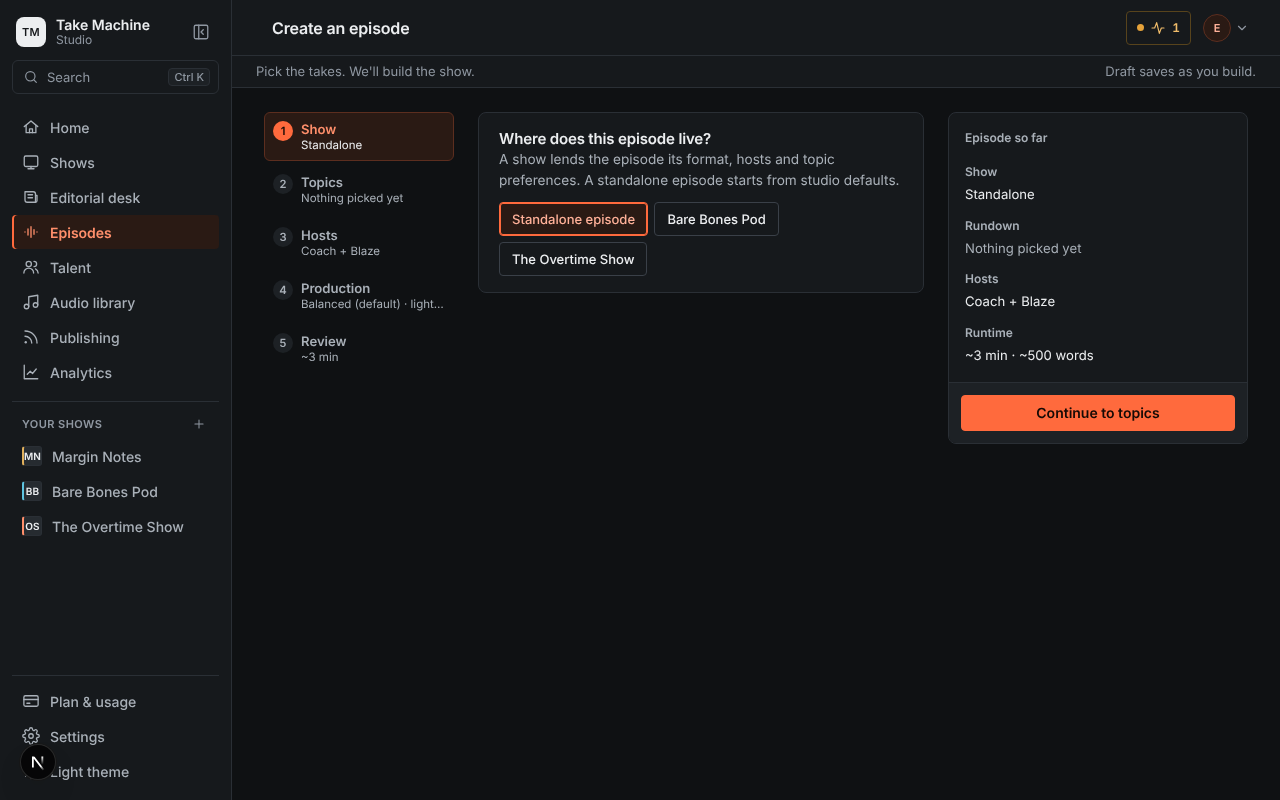 TM
Take Machine
Studio
Search
Ctrl K
Home
Shows
Editorial desk
Episodes
Talent
Audio library
Publishing
Analytics
YOUR SHOWS
MN
Margin Notes
BB
Bare Bones Pod
OS
The Overtime Show
Plan & usage
Settings
N
Light theme
Create an episode
1
E
Pick the takes. We'll build the show.
Draft saves as you build.
1
Show
Standalone
2
Topics
Nothing picked yet
3
Hosts
Coach + Blaze
4
Production
Balanced (default) · light...
5
Review
~3 min
Where does this episode live?
A show lends the episode its format, hosts and topic
preferences. A standalone episode starts from studio defaults.
Standalone episode
Bare Bones Pod
The Overtime Show
Episode so far
Show
Standalone
Rundown
Nothing picked yet
Hosts
Coach + Blaze
Runtime
~3 min · ~500 words
Continue to topics